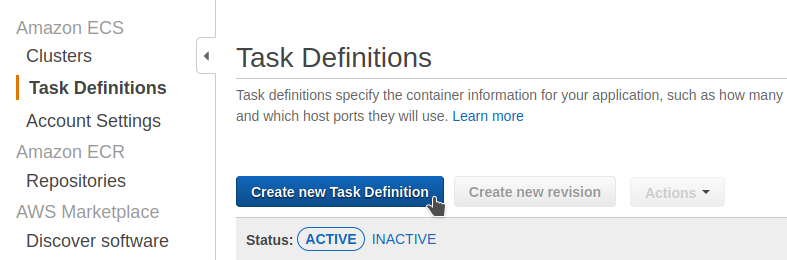 Amazon ECS
Clusters
Task Definitions
Account Settings
Amazon ECR
Repositories
AWS Marketplace
Discover software
Task Definitions
Task definitions specify the container information for your application, such as how many
and which host ports they will use. Learn more
Create new Task Definition Create new revision Actions
Status: ACTIVE INACTIVE